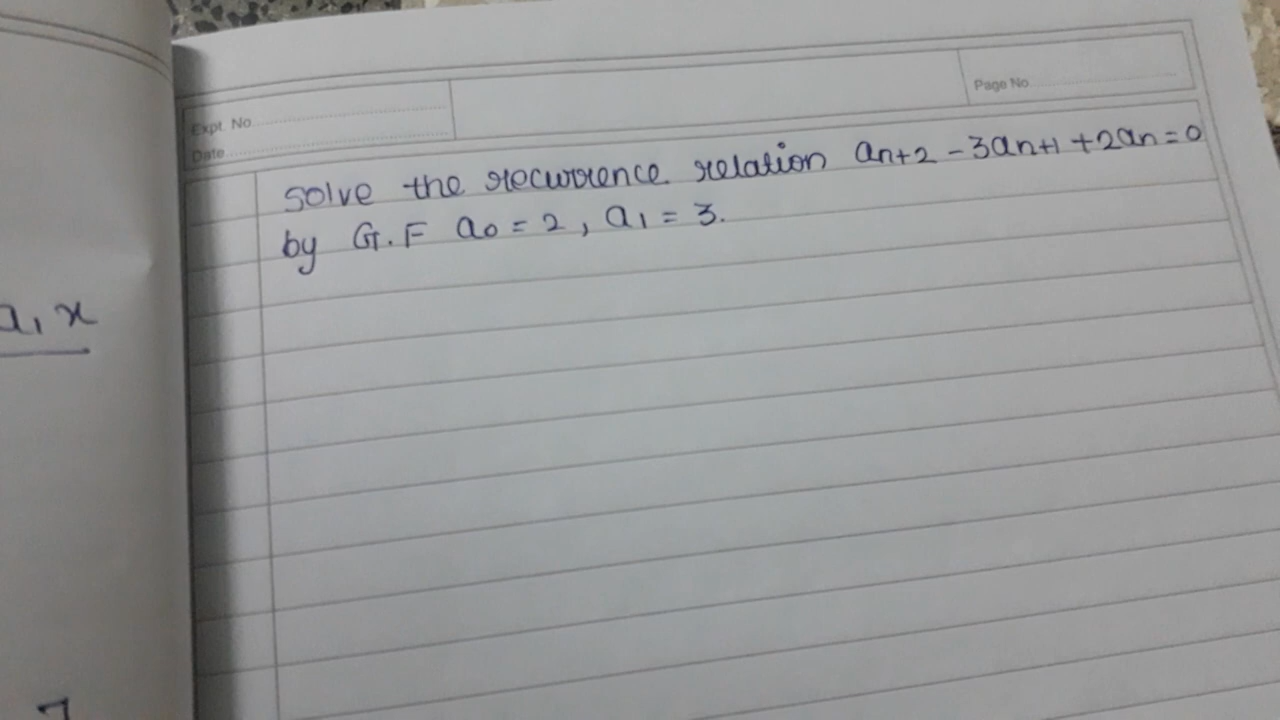 Expt. No
Page No
Date
solve the recurrence relation an+2 - 3an+1 + 2an = 0
by G.F a0 = 2, a1 = 3.
a1 x